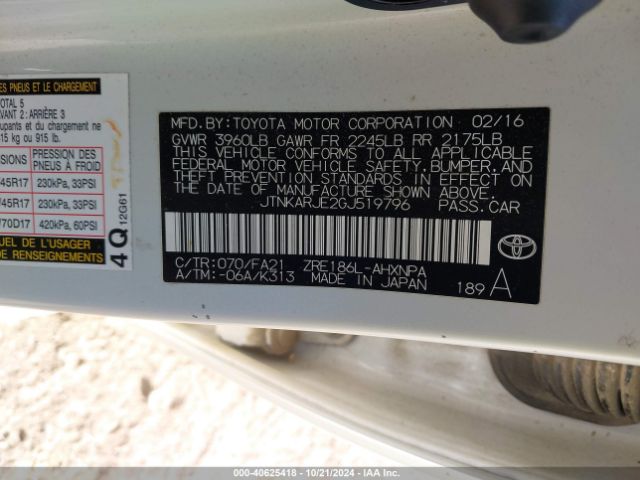 DES PNEUS ET LE CHARGEMENT
TOTAL 5
AVANT 2 : ARRIÈRE 3
cupants et du chargement ne
415 kg ou 915 lb.
PRESSION DES
PNEUS À FROID
/45R17 230kPa, 33PSI
/45R17 230kPa, 33PSI
/70D17 420kPa, 60PSI
UEL DE L'USAGER
DE RENSEIGNEMENTS
4Q 12G61
MFD. BY: TOYOTA MOTOR CORPORATION 02/16
GVWR 3960LB GAWR FR 2245LB RR 2175LB
THIS VEHICLE CONFORMS TO ALL APPLICABLE
FEDERAL MOTOR VEHICLE SAFETY, BUMPER, AND
THEFT PREVENTION STANDARDS IN EFFECT ON
THE DATE OF MANUFACTURE SHOWN ABOVE.
JTNKARJE2GJ519796 PASS. CAR
C/TR: 070/FA21 ZRE186L-AHXNPA
A/TM: -06A/K313 MADE IN JAPAN
189 A
000-40625418 - 10/21/2024 - IAA Inc.